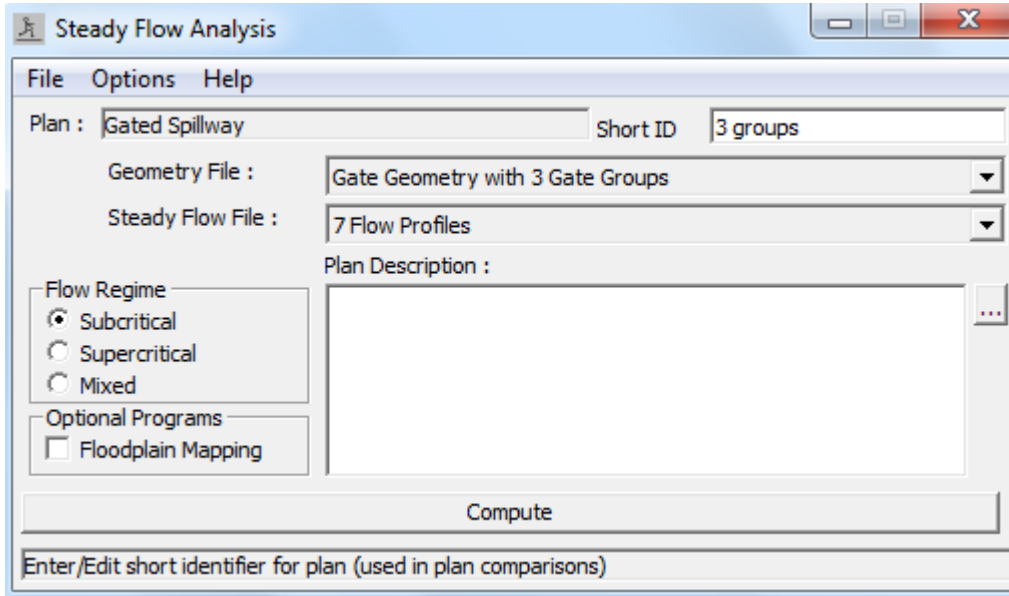 Steady Flow Analysis
File Options Help
Plan : Gated Spillway Short ID 3 groups
Geometry File : Gate Geometry with 3 Gate Groups
Steady Flow File : 7 Flow Profiles
Plan Description :
Flow Regime
Subcritical
...
Supercritical
Mixed
Optional Programs
Floodplain Mapping
Compute
Enter/Edit short identifier for plan (used in plan comparisons)